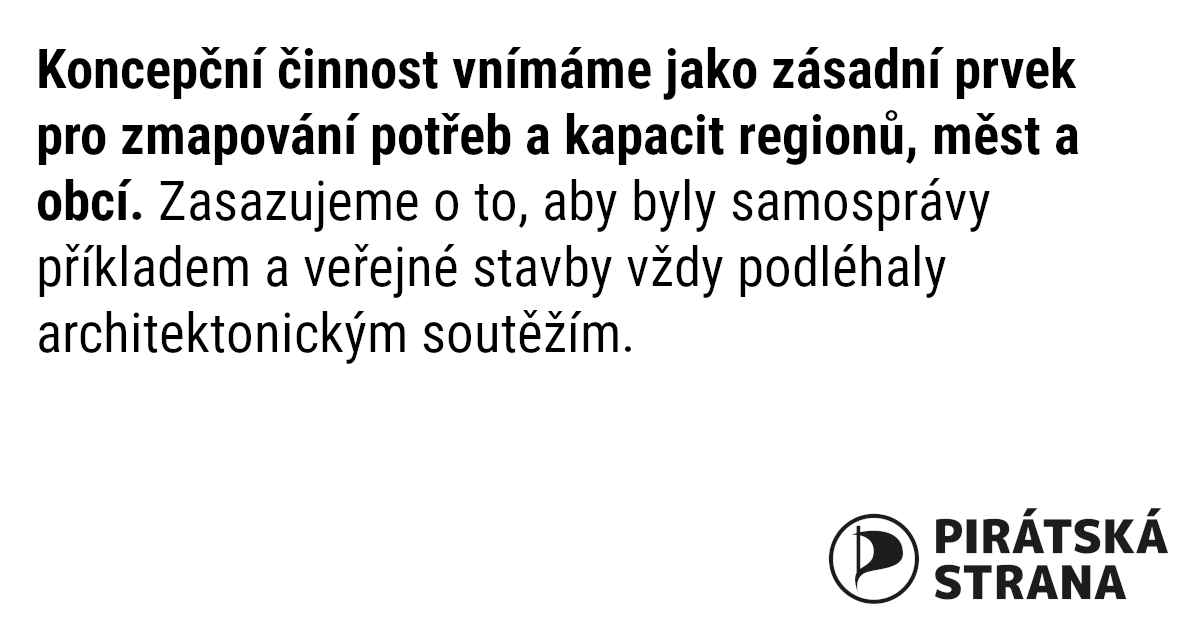 Koncepční činnost vnímáme jako zásadní prvek
pro zmapování potřeb a kapacit regionů, měst a
obcí. Zasazujeme o to, aby byly samosprávy
příkladem a veřejné stavby vždy podléhaly
architektonickým soutěžím.
PIRÁTSKÁ
STRANA